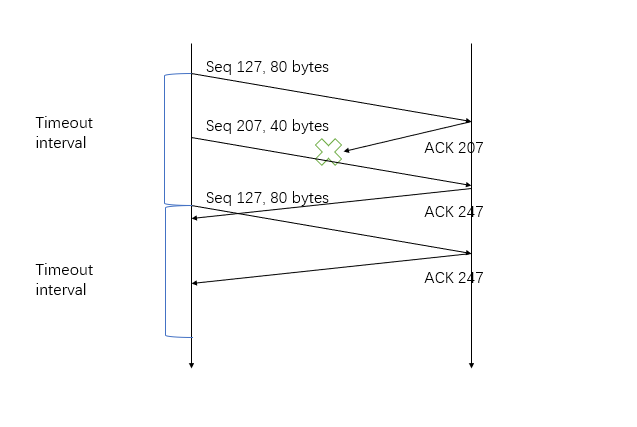 Seq 127, 80 bytes
Timeout
interval
Seq 207, 40 bytes
ACK 207
Seq 127, 80 bytes
ACK 247
Timeout
interval
ACK 247